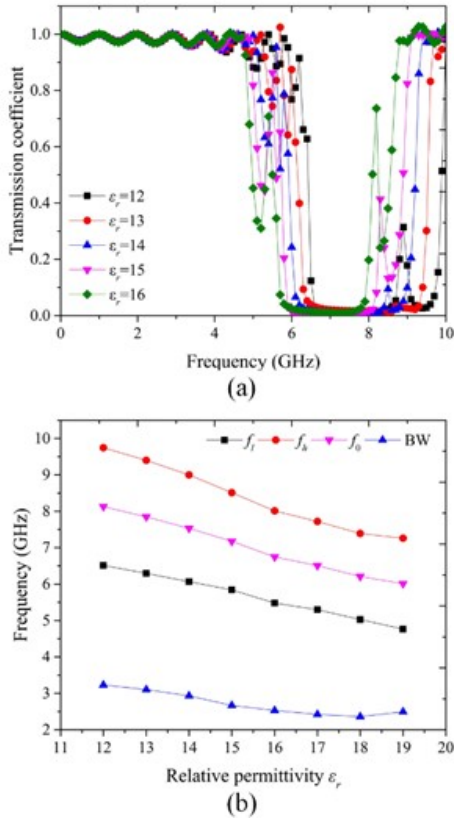 (a)
1.0
0.8
0.6
0.4
0.2
0.0
Transmission coefficient
εr=12
εr=13
εr=14
εr=15
εr=16
0 2 4 6 8 10
Frequency (GHz)
(a)
fl fh f0 BW
10
9
8
7
6
5
4
3
2
Frequency (GHz)
11 12 13 14 15 16 17 18 19 20
Relative permittivity εr
(b)